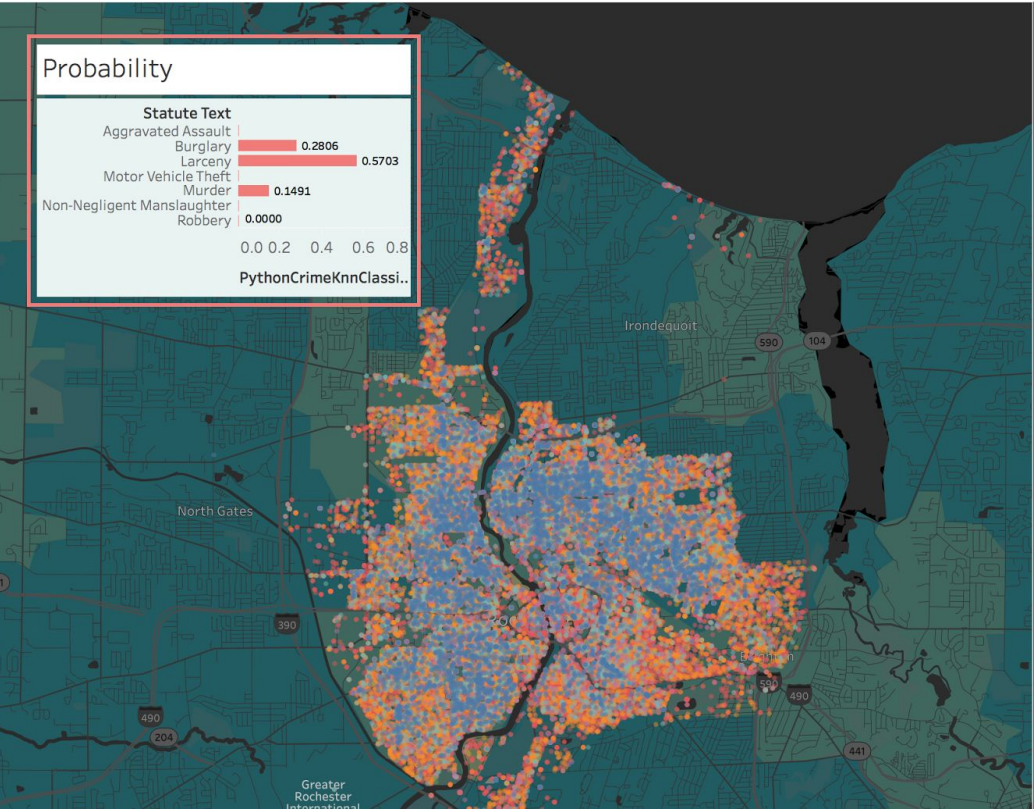 Probability
Statute Text
Aggravated Assault
Burglary 0.2806
Larceny 0.5703
Motor Vehicle Theft
Murder 0.1491
Non-Negligent Manslaughter
Robbery 0.0000
0.0 0.2 0.4 0.6 0.8
PythonCrimeKnnClassi..
Irondequoit
590
104
North Gates
390
590
490
490
204
441
Greater
Rochester
International